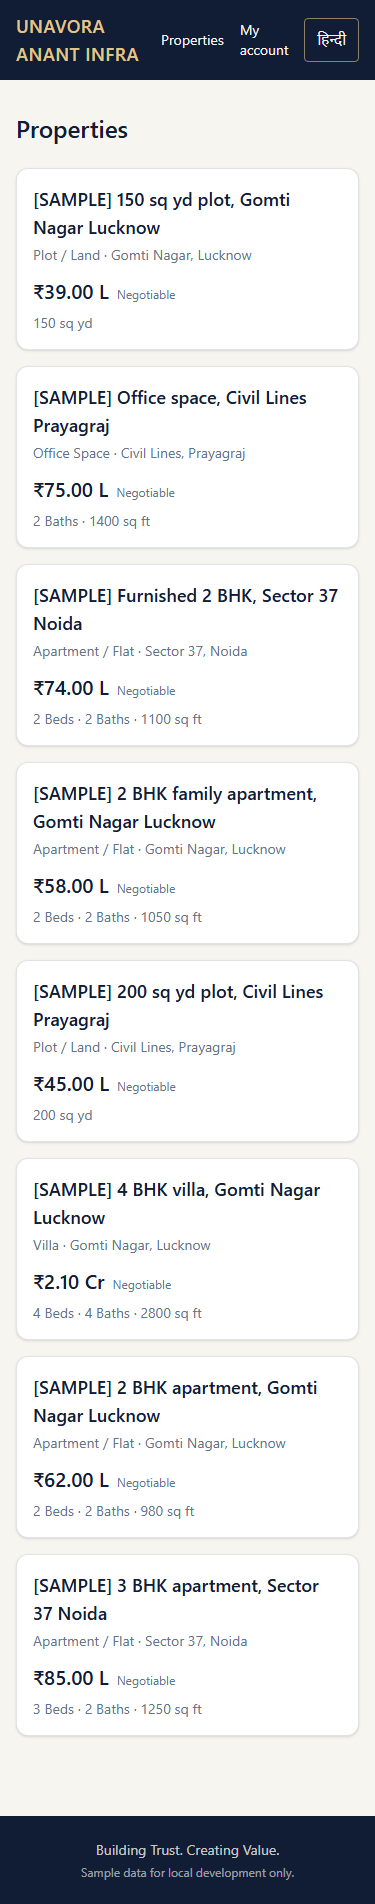 UNAVORA
ANANT INFRA
Properties
My
account
हिन्दी
Properties
[SAMPLE] 150 sq yd plot, Gomti
Nagar Lucknow
Plot / Land · Gomti Nagar, Lucknow
₹39.00 L Negotiable
150 sq yd
[SAMPLE] Office space, Civil Lines
Prayagraj
Office Space · Civil Lines, Prayagraj
₹75.00 L Negotiable
2 Baths · 1400 sq ft
[SAMPLE] Furnished 2 BHK, Sector 37
Noida
Apartment / Flat · Sector 37, Noida
₹74.00 L Negotiable
2 Beds · 2 Baths · 1100 sq ft
[SAMPLE] 2 BHK family apartment,
Gomti Nagar Lucknow
Apartment / Flat · Gomti Nagar, Lucknow
₹58.00 L Negotiable
2 Beds · 2 Baths · 1050 sq ft
[SAMPLE] 200 sq yd plot, Civil Lines
Prayagraj
Plot / Land · Civil Lines, Prayagraj
₹45.00 L Negotiable
200 sq yd
[SAMPLE] 4 BHK villa, Gomti Nagar
Lucknow
Villa · Gomti Nagar, Lucknow
₹2.10 Cr Negotiable
4 Beds · 4 Baths · 2800 sq ft
[SAMPLE] 2 BHK apartment, Gomti
Nagar Lucknow
Apartment / Flat · Gomti Nagar, Lucknow
₹62.00 L Negotiable
2 Beds · 2 Baths · 980 sq ft
[SAMPLE] 3 BHK apartment, Sector
37 Noida
Apartment / Flat · Sector 37, Noida
₹85.00 L Negotiable
3 Beds · 2 Baths · 1250 sq ft
Building Trust. Creating Value.
Sample data for local development only.